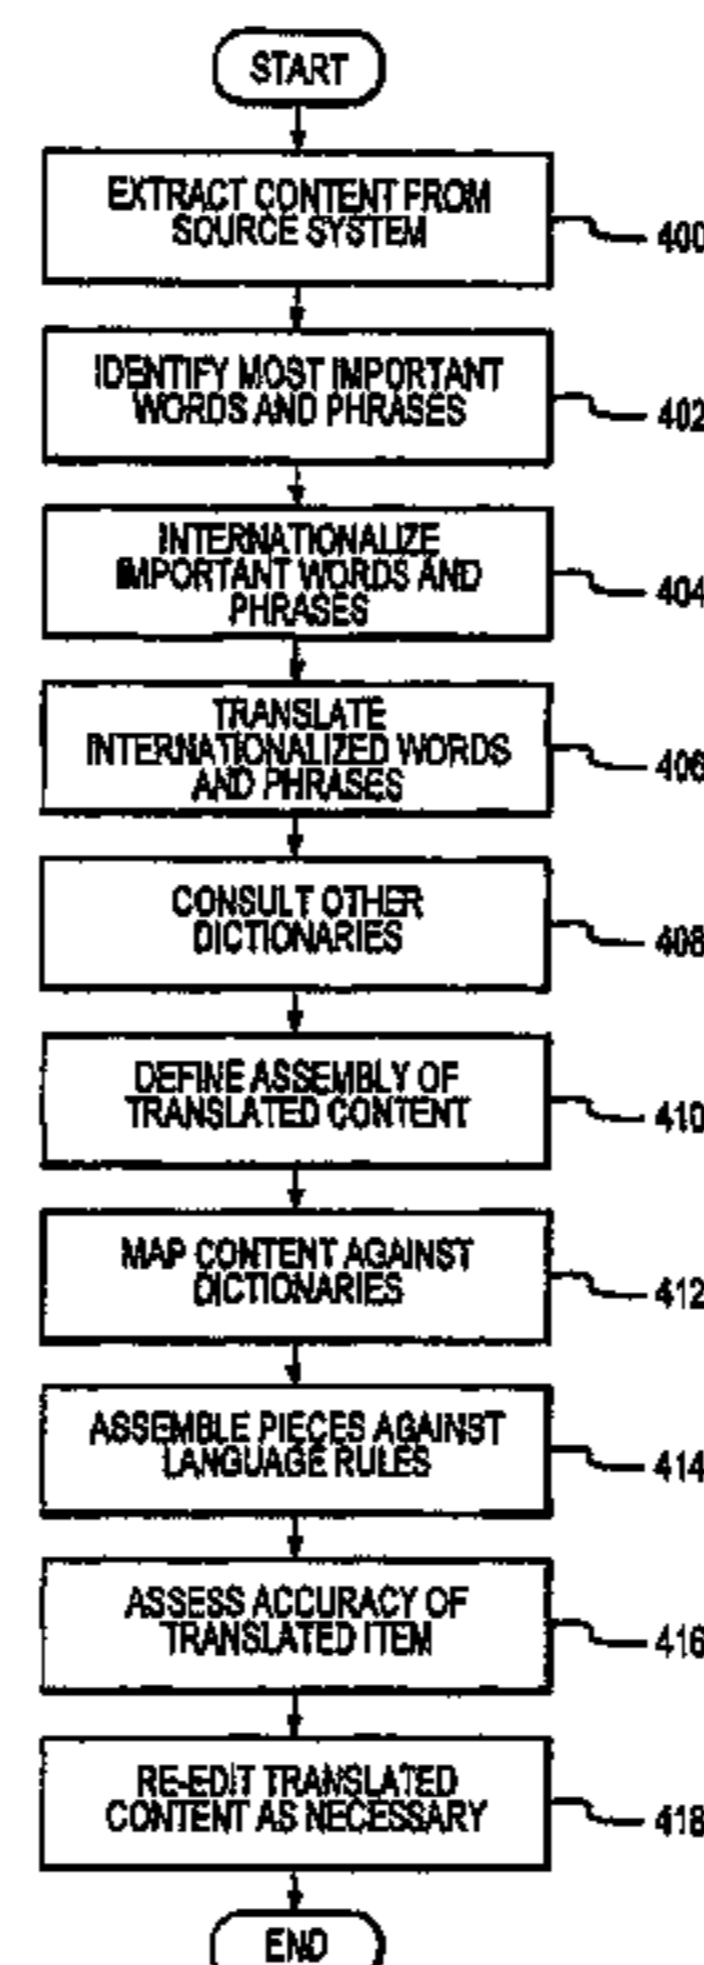 START
EXTRACT CONTENT FROM
SOURCE SYSTEM
400
IDENTIFY MOST IMPORTANT
WORDS AND PHRASES
402
INTERNATIONALIZE
IMPORTANT WORDS AND
PHRASES
404
TRANSLATE
INTERNATIONALIZED WORDS
AND PHRASES
406
CONSULT OTHER
DICTIONARIES
408
DEFINE ASSEMBLY OF
TRANSLATED CONTENT
410
MAP CONTENT AGAINST
DICTIONARIES
412
ASSEMBLE PIECES AGAINST
LANGUAGE RULES
414
ASSESS ACCURACY OF
TRANSLATED ITEM
416
RE-EDIT TRANSLATED
CONTENT AS NECESSARY
418
END